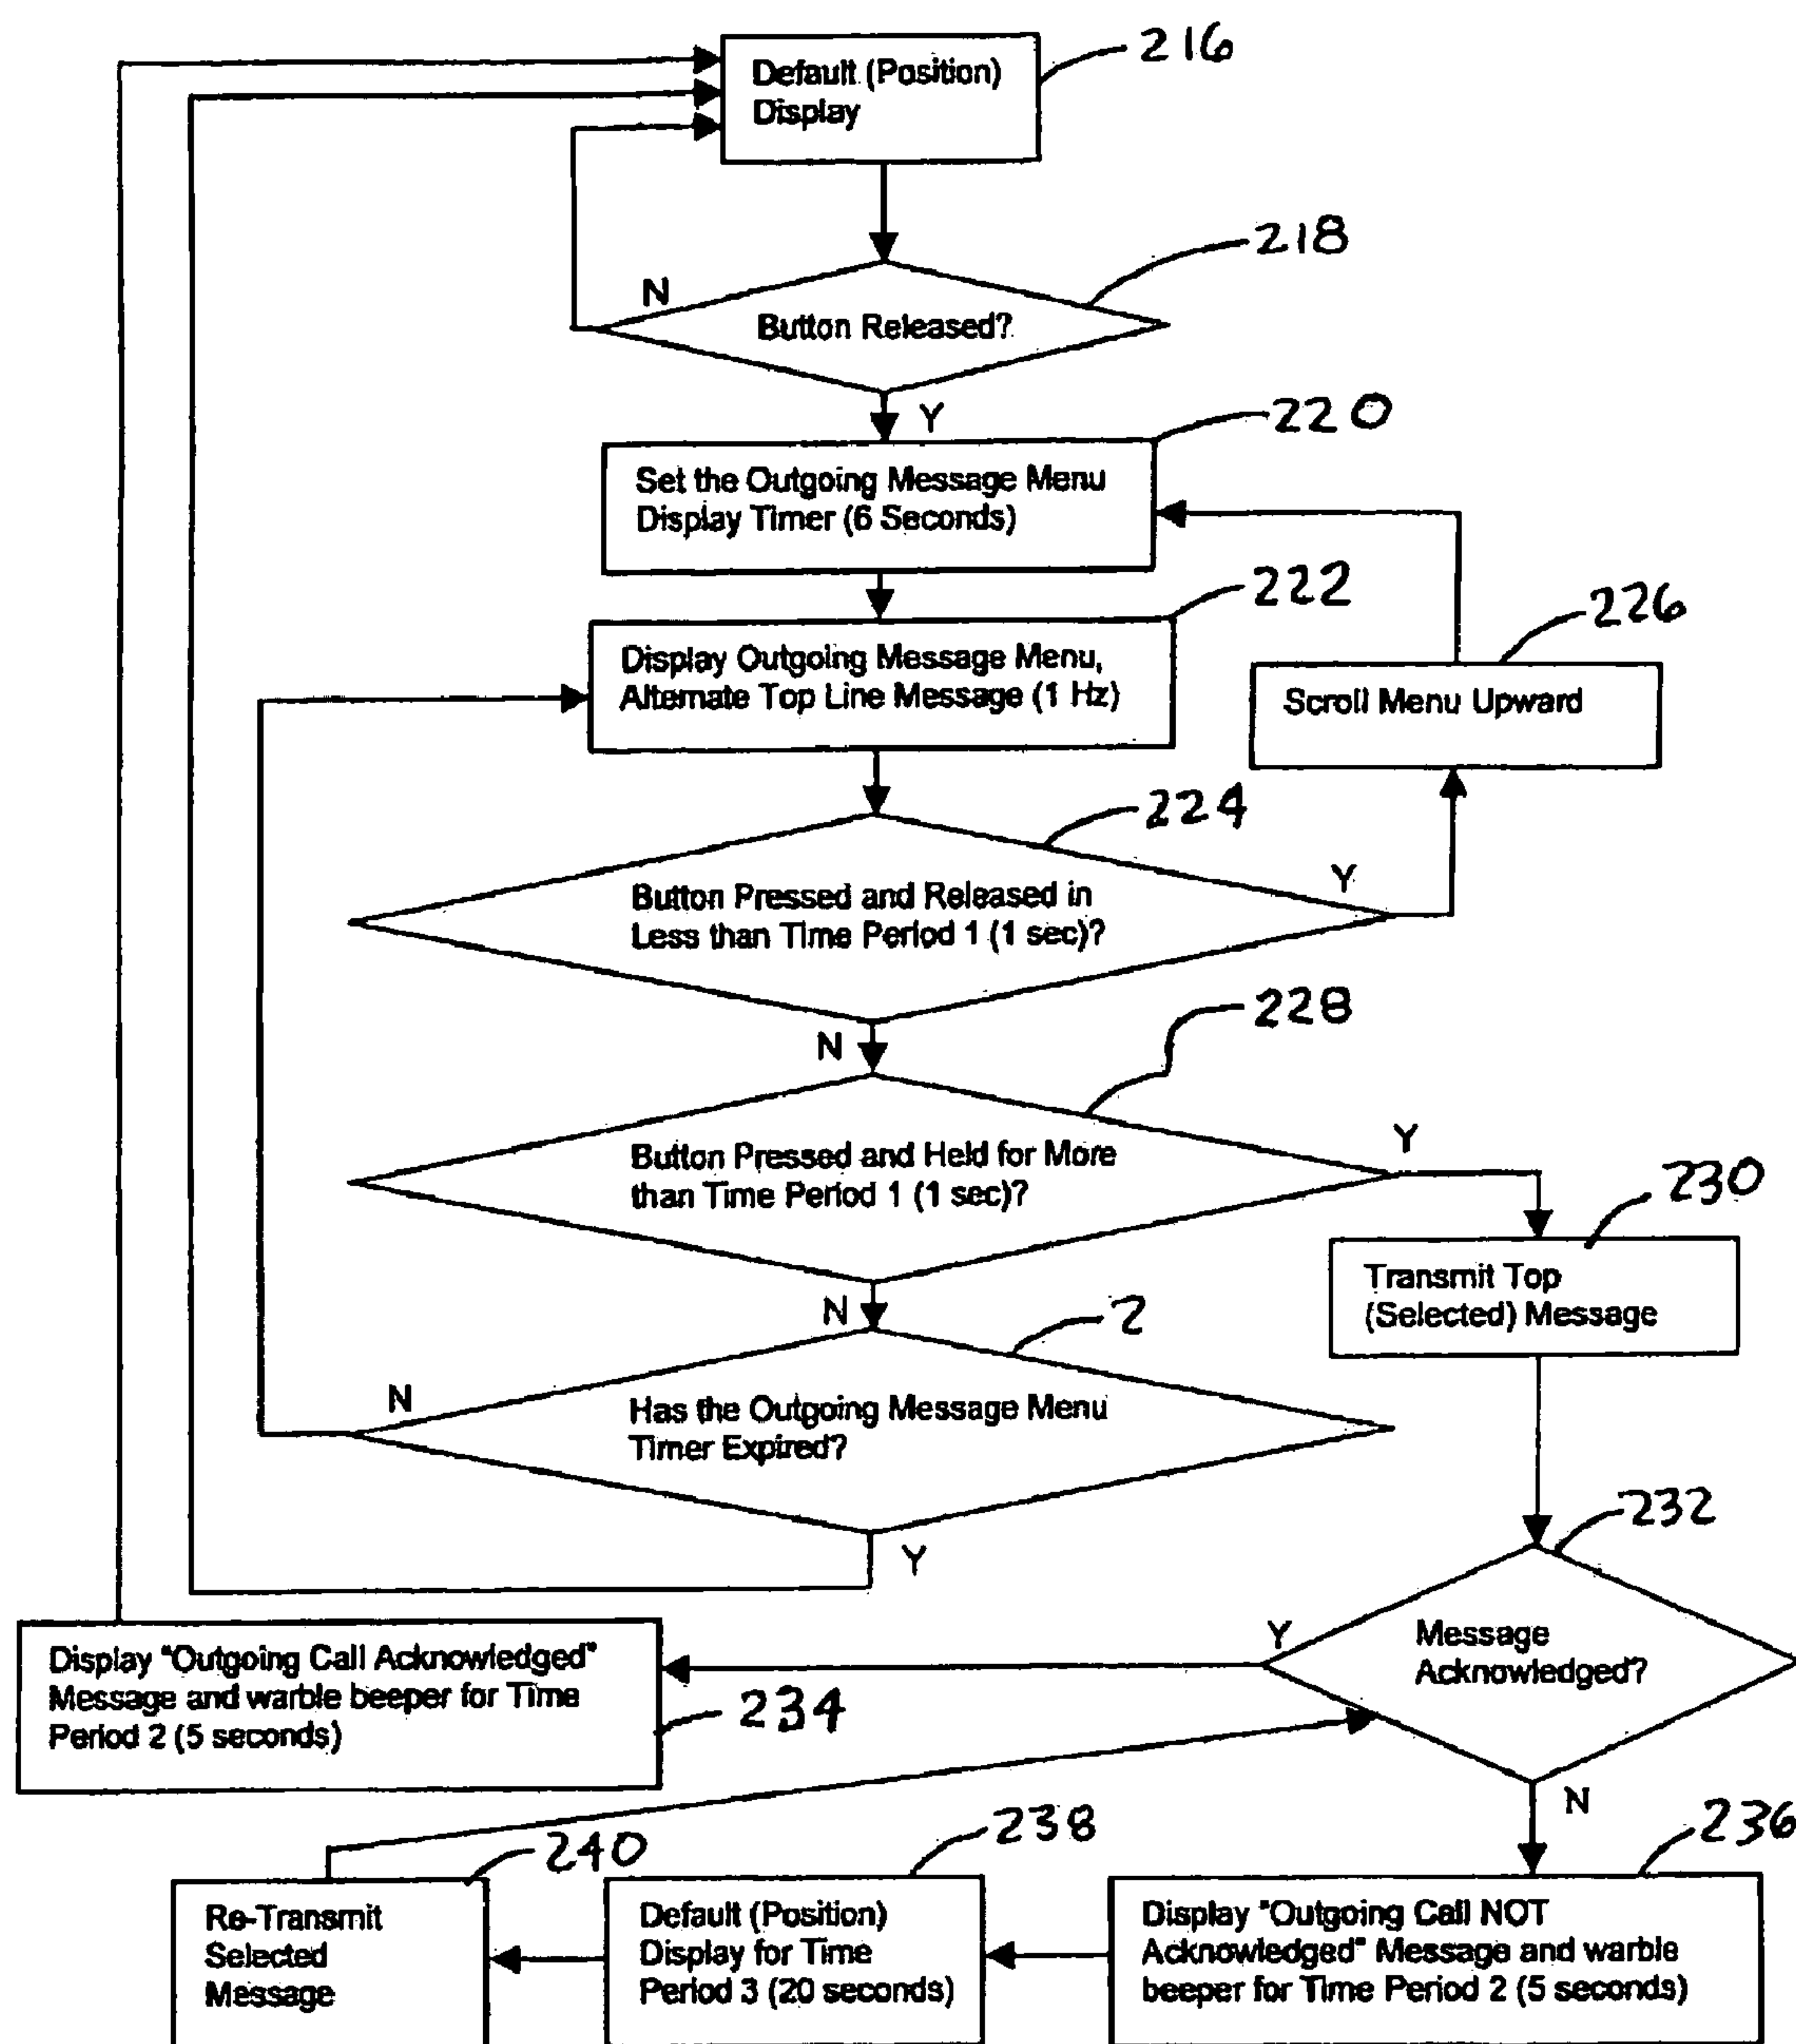 216
Default (Position)
Display
218
N
Button Released?
Y
220
Set the Outgoing Message Menu
Display Timer (6 Seconds)
222
Display Outgoing Message Menu,
Alternate Top Line Message (1 Hz)
226
Scroll Menu Upward
224
Y
Button Pressed and Released in
Less than Time Period 1 (1 sec)?
N
228
Y
Button Pressed and Held for More
than Time Period 1 (1 sec)?
230
Transmit Top
(Selected) Message
N
2
N
Has the Outgoing Message Menu
Timer Expired?
Y
232
Y
Message
Acknowledged?
N
Display "Outgoing Call Acknowledged"
Message and warble beeper for Time
Period 2 (5 seconds)
234
236
Display "Outgoing Call NOT
Acknowledged" Message and warble
beeper for Time Period 2 (5 seconds)
238
Default (Position)
Display for Time
Period 3 (20 seconds)
240
Re-Transmit
Selected
Message